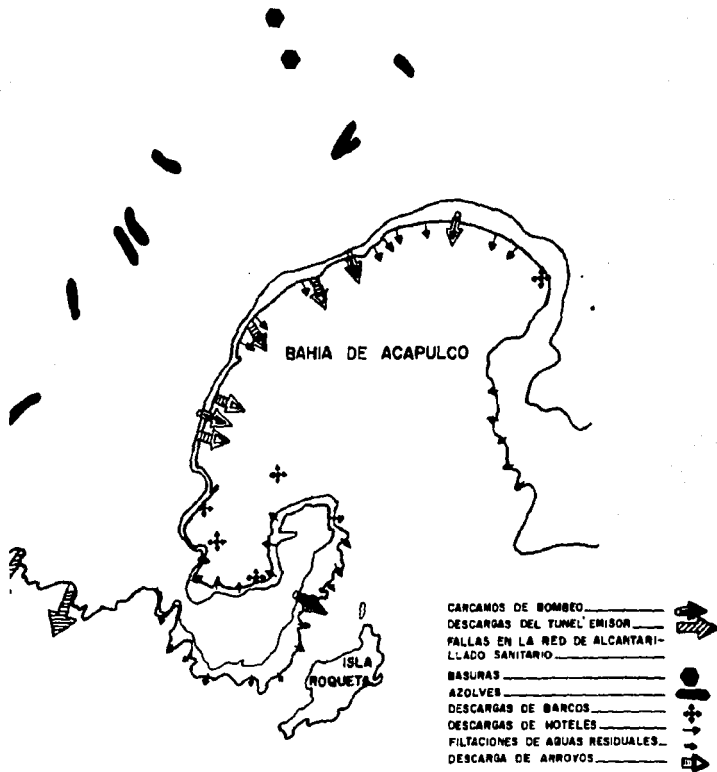 BAHIA DE ACAPULCO
ISLA
ROQUETA
CARCAMOS DE BOMBEO
DESCARGAS DEL TUNEL EMISOR
FALLAS EN LA RED DE ALCANTARI-
LLADO SANITARIO
BASURAS
AZOLVES
DESCARGAS DE BARCOS
DESCARGAS DE HOTELES
FILTACIONES DE AGUAS RESIDUALES
DESCARGA DE ARROYOS